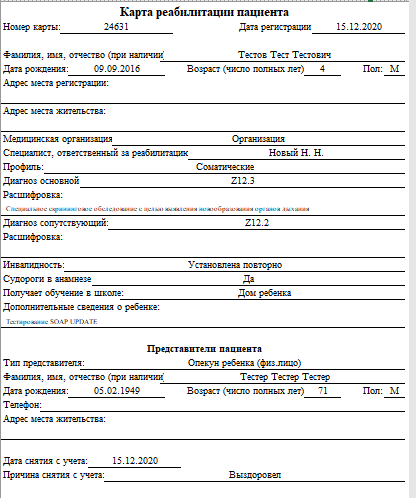 Карта реабилитации пациента
Номер карты: 24631 Дата регистрации 15.12.2020
Фамилия, имя, отчество (при наличии Тестов Тест Тестович
Дата рождения: 09.09.2016 Возраст (число полных лет) 4 Пол: М
Адрес места регистрации:
Адрес места жительства:
Медицинская организация Организация
Специалист, ответственный за реабилитацик Новый Н. Н.
Профиль: Соматические
Диагноз основной Z12.3
Расшифровка:
Специальное скрининговое обследование с целью выявления новообразования органов дыхания
Диагноз сопутствующий: Z12.2
Расшифровка:
Инвалидность: Установлена повторно
Судороги в анамнезе Да
Получает обучение в школе: Дом ребенка
Дополнительные сведения о ребенке:
Тестирование SOAP UPDATE
Представители пациента
Тип представителя: Опекун ребенка (физ.лицо)
Фамилия, имя, отчество (при наличии Тестер Тестер Тестер
Дата рождения: 05.02.1949 Возраст (число полных лет) 71 Пол: М
Телефон:
Адрес места жительства:
Дата снятия с учета: 15.12.2020
Причина снятия с учета: Выздоровел